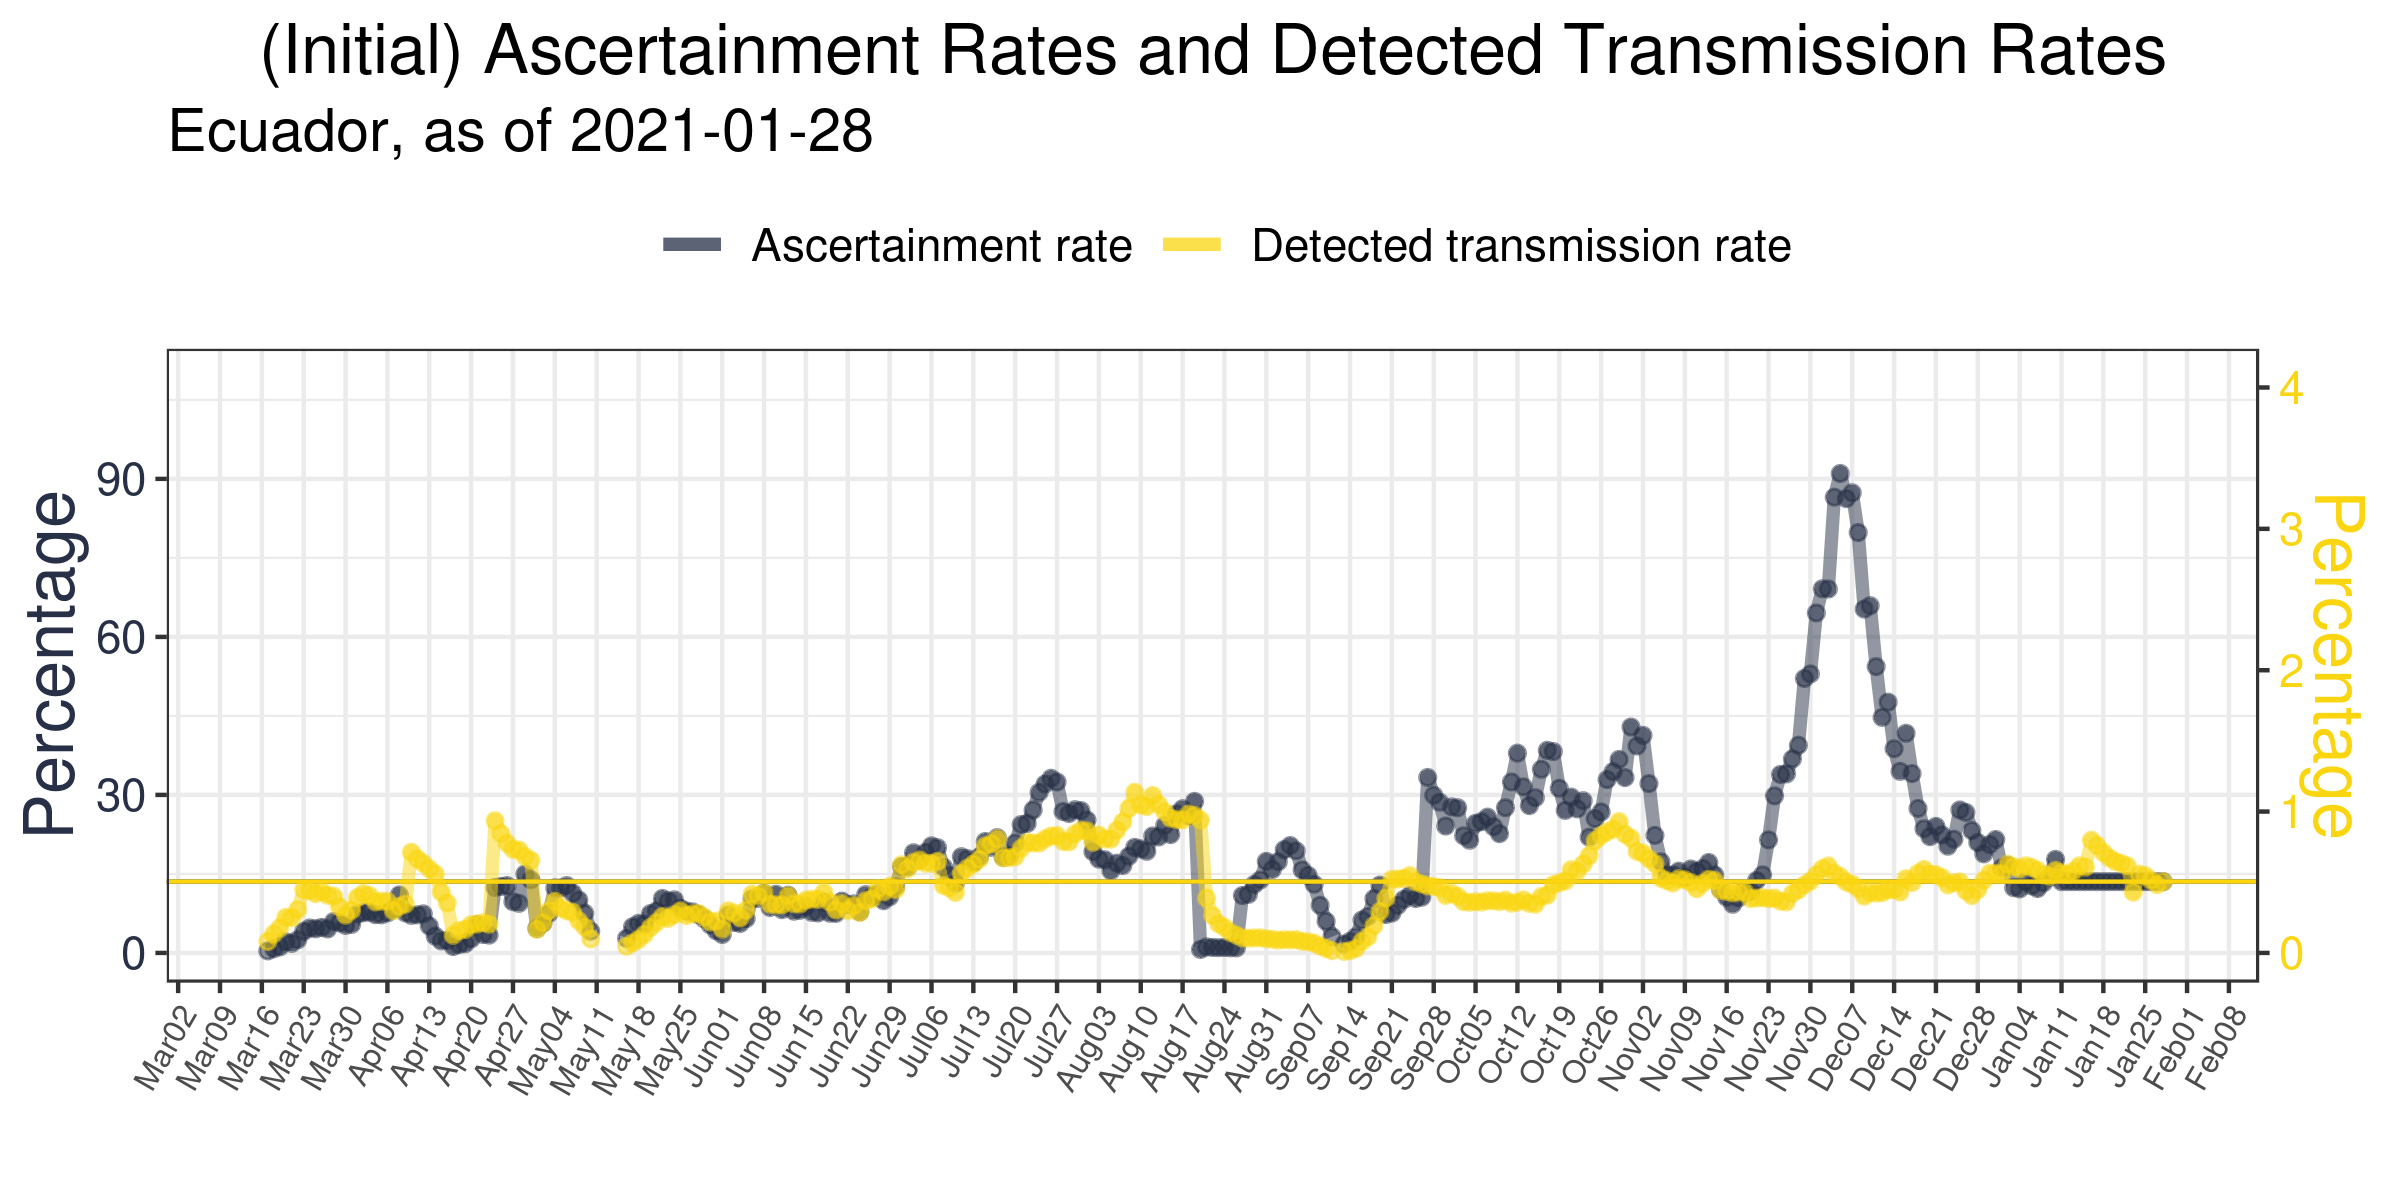 (Initial) Ascertainment Rates and Detected Transmission Rates
Ecuador, as of 2021-01-28
Ascertainment rate Detected transmission rate
Percentage
90
60
30
0
4
3
2
1
0
Percentage
Mar02 Mar09 Mar16 Mar23 Mar30 Apr06 Apr13 Apr20 Apr27 May04 May11 May18 May25 Jun01 Jun08 Jun15 Jun22 Jun29 Jul06 Jul13 Jul20 Jul27 Aug03 Aug10 Aug17 Aug24 Aug31 Sep07 Sep14 Sep21 Sep28 Oct05 Oct12 Oct19 Oct26 Nov02 Nov09 Nov16 Nov23 Nov30 Dec07 Dec14 Dec21 Dec28 Jan04 Jan11 Jan18 Jan25 Feb01 Feb08